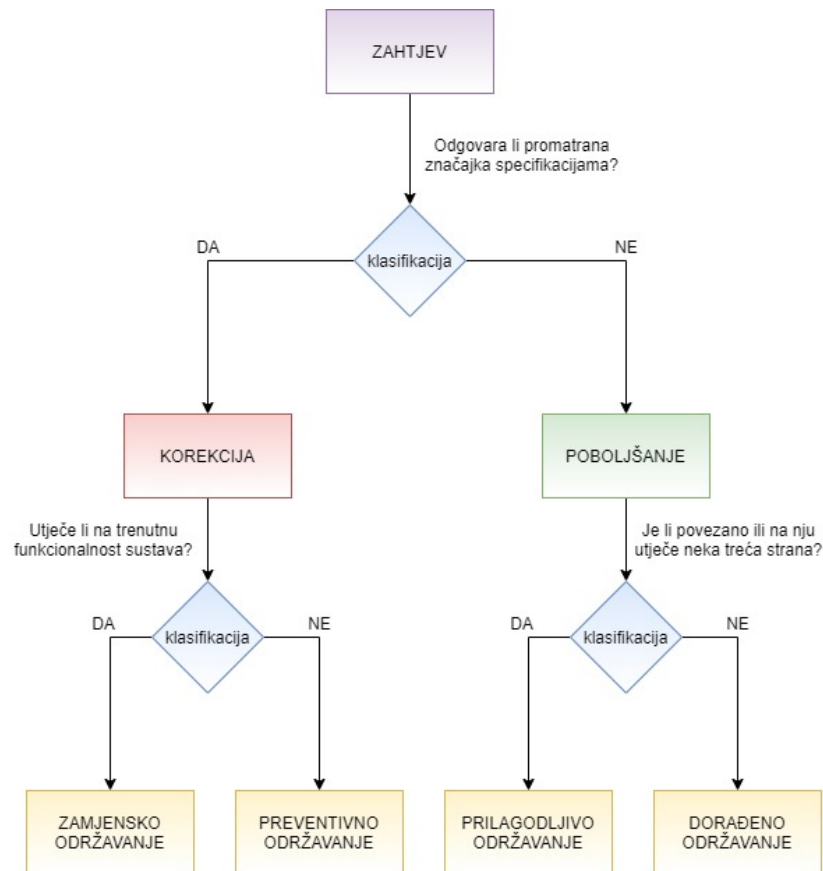 ZAHTJEV
Odgovara li promatrana
značajka specifikacijama?
DA
klasifikacija
NE
KOREKCIJA
POBOLJŠANJE
Utječe li na trenutnu
funkcionalnost sustava?
Je li povezano ili na nju
utječe neka treća strana?
DA
klasifikacija
NE
DA
klasifikacija
NE
ZAMJENSKO
ODRŽAVANJE
PREVENTIVNO
ODRŽAVANJE
PRILAGODLJIVO
ODRŽAVANJE
DORAĐENO
ODRŽAVANJE